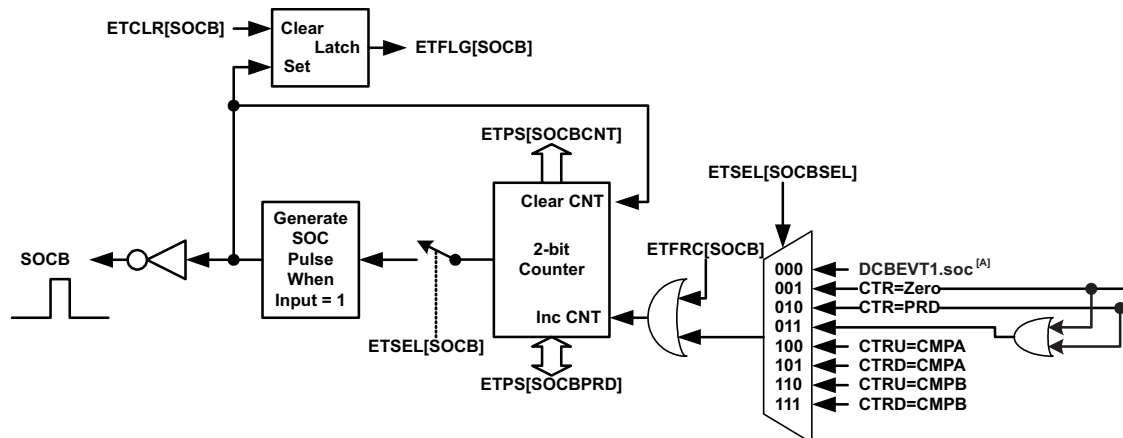 ETCLR[SOCB]
Clear
Latch
Set
ETFLG[SOCB]
ETPS[SOCBCNT]
ETSEL[SOCBSEL]
Clear CNT
2-bit
Counter
Inc CNT
Generate
SOC
Pulse
When
Input = 1
SOCB
ETFRC[SOCB]
ETSEL[SOCB]
ETPS[SOCBPRD]
000 DCBEVT1.soc [A]
001 CTR=Zero
010 CTR=PRD
011
100 CTRU=CMPA
101 CTRD=CMPA
110 CTRU=CMPB
111 CTRD=CMPB